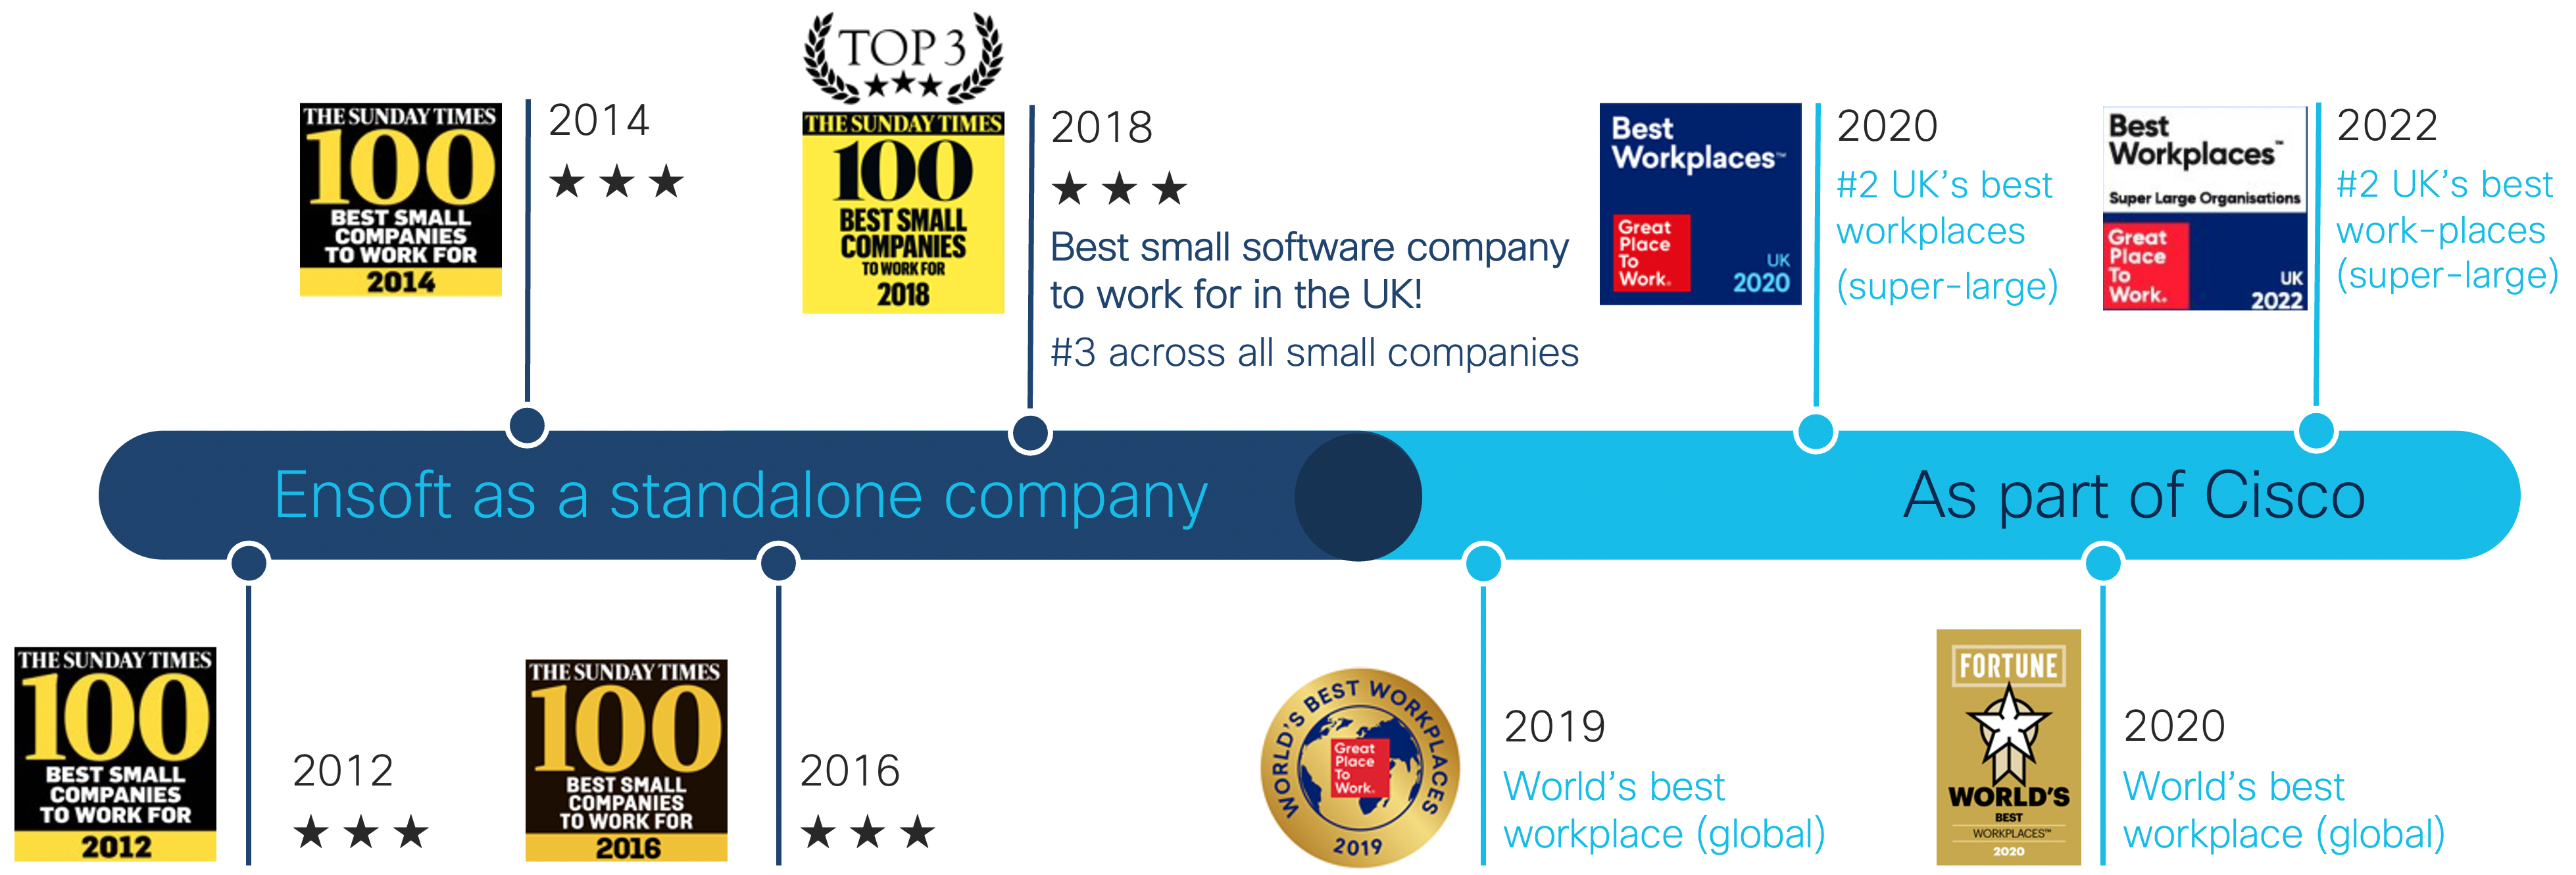 THE SUNDAY TIMES
100
BEST SMALL
COMPANIES
TO WORK FOR
2014
2014
★ ★ ★
TOP 3
★★★
THE SUNDAY TIMES
100
BEST SMALL
COMPANIES
TO WORK FOR
2018
2018
★ ★ ★
Best small software company
to work for in the UK!
#3 across all small companies
Best
Workplaces™
Great
Place
To
Work.
UK
2020
2020
#2 UK's best
workplaces
(super-large)
Best
Workplaces™
Super Large Organisations
Great
Place
To
Work.
UK
2022
2022
#2 UK's best
work-places
(super-large)
Ensoft as a standalone company
As part of Cisco
THE SUNDAY TIMES
100
BEST SMALL
COMPANIES
TO WORK FOR
2012
2012
★ ★ ★
THE SUNDAY TIMES
100
BEST SMALL
COMPANIES
TO WORK FOR
2016
2016
★ ★ ★
WORLD'S BEST WORKPLACES
Great
Place
To
Work.
2019
2019
World's best
workplace (global)
FORTUNE
WORLD'S
BEST
WORKPLACES™
2020
2020
World's best
workplace (global)